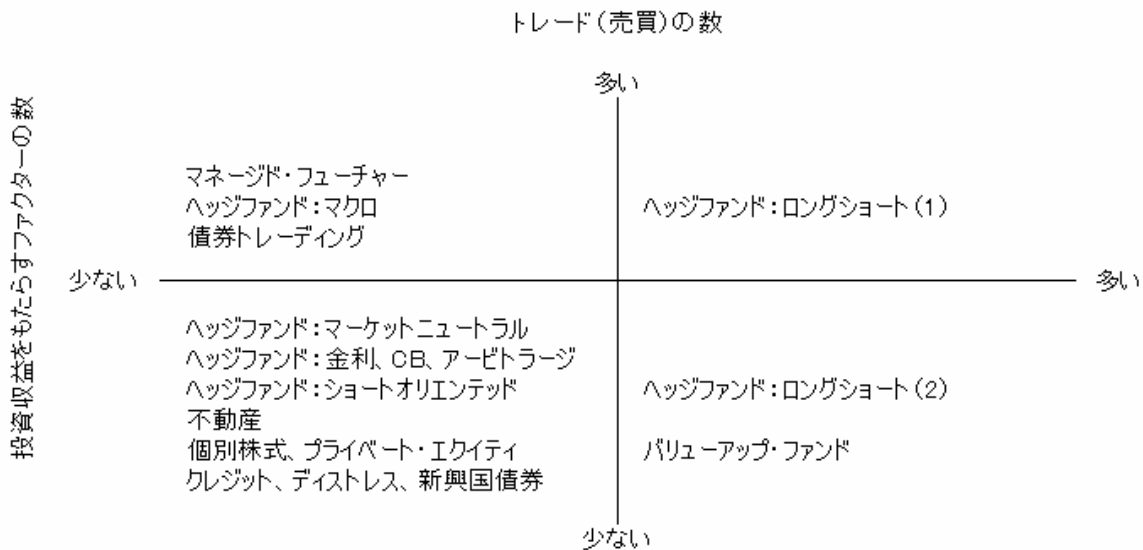 トレード(売買)の数
多い
投資収益をもたらすファクターの数
マネージド・フューチャー
ヘッジファンド:マクロ
債券トレーディング
ヘッジファンド:ロングショート(1)
少ない
多い
ヘッジファンド:マーケットニュートラル
ヘッジファンド:金利、CB、アービトラージ
ヘッジファンド:ショートオリエンテッド
不動産
個別株式、プライベート・エクイティ
クレジット、ディストレス、新興国債券
ヘッジファンド:ロングショート(2)
バリューアップ・ファンド
少ない